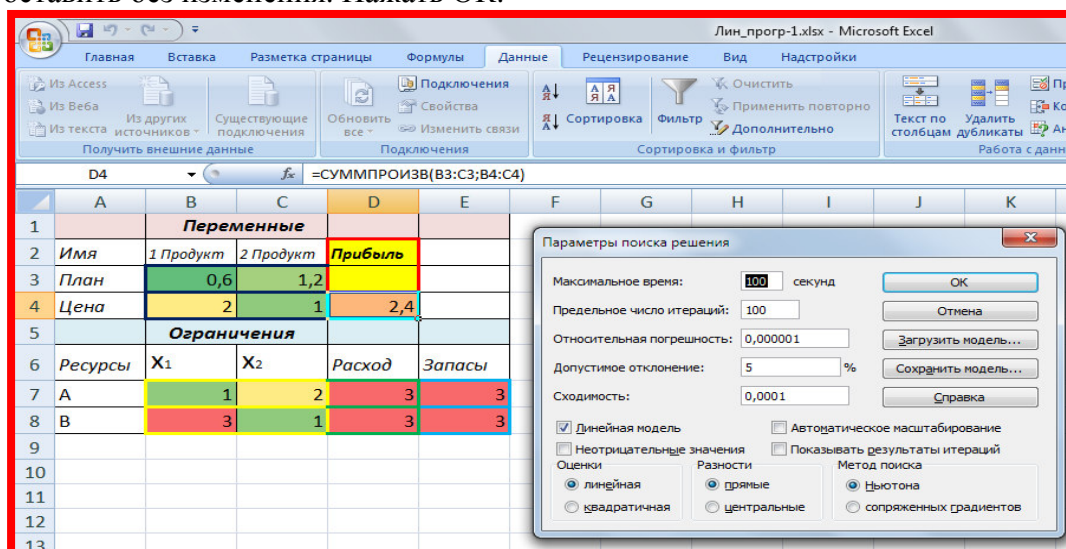 оставить без изменения. Нажать ОК.
Лин_прогр-1.xlsx - Microsoft Excel
Главная Вставка Разметка страницы Формулы Данные Рецензирование Вид Надстройки
Из Access
Из Веба
Из текста
Из других источников
Существующие подключения
Получить внешние данные
Обновить все
Подключения
Свойства
Изменить связи
Подключения
Сортировка
Фильтр
Очистить
Применить повторно
Дополнительно
Сортировка и фильтр
Текст по столбцам
Удалить дубликаты
Работа с данн
D4 fx =СУММПРОИЗВ(B3:C3;B4:C4)
A B C D E F G H I J K
1 Переменные
2 Имя 1 Продукт 2 Продукт Прибыль
3 План 0,6 1,2
4 Цена 2 1 2,4
5 Ограничения
6 Ресурсы X1 X2 Расход Запасы
7 A 1 2 3 3
8 B 3 1 3 3
9
10
11
12
13
Параметры поиска решения
Максимальное время: 100 секунд ОК
Предельное число итераций: 100 Отмена
Относительная погрешность: 0,000001 Загрузить модель...
Допустимое отклонение: 5 % Сохранить модель...
Сходимость: 0,0001 Справка
Линейная модель Автоматическое масштабирование
Неотрицательные значения Показывать результаты итераций
Оценки Разности Метод поиска
линейная прямые Ньютона
квадратичная центральные сопряженных градиентов